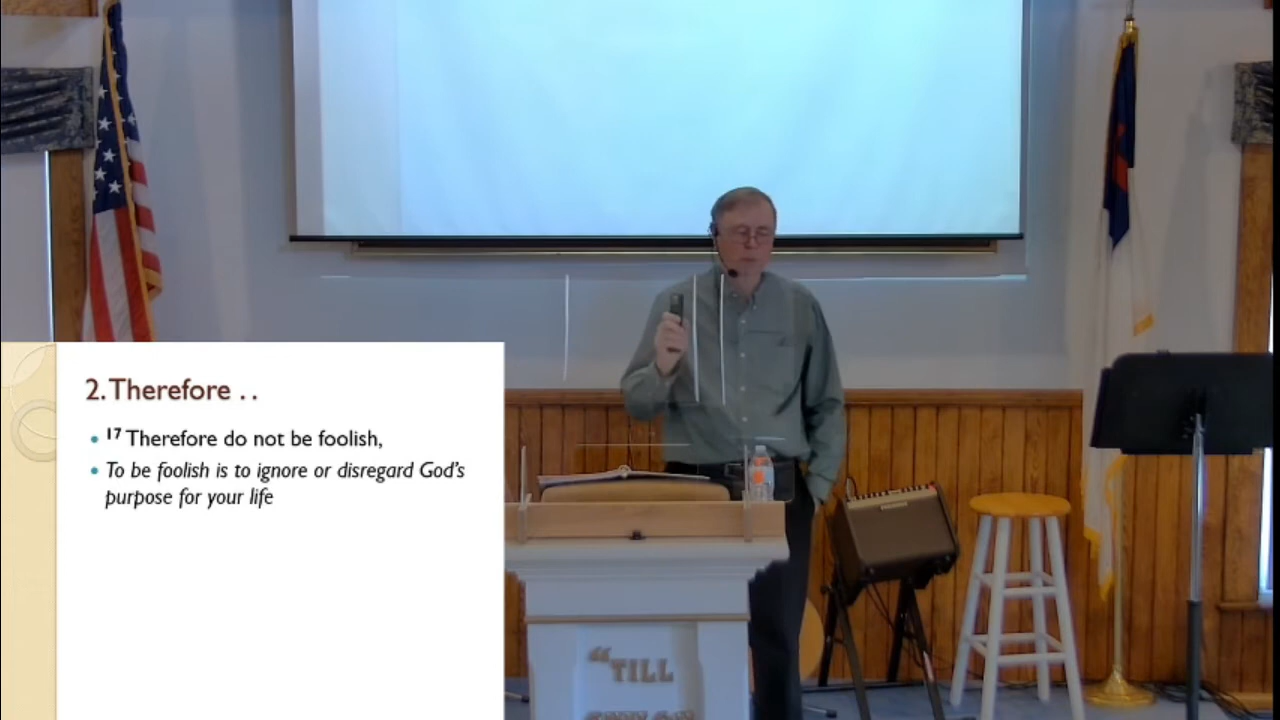 2. Therefore . .
• ¹⁷ Therefore do not be foolish,
• To be foolish is to ignore or disregard God's
purpose for your life
“TILL